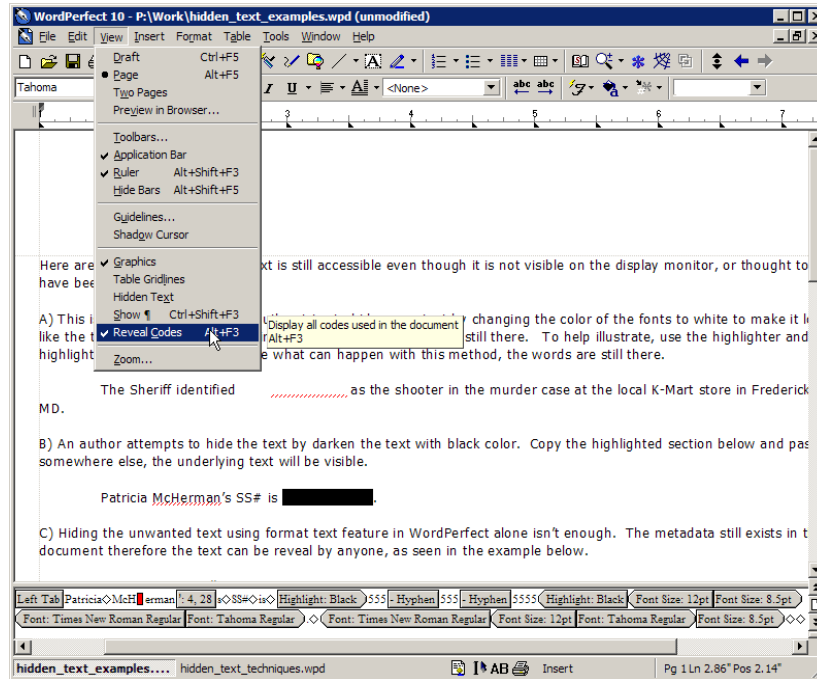 WordPerfect 10 - P:\Work\hidden_text_examples.wpd (unmodified)
File Edit View Insert Format Table Tools Window Help
Tahoma
I U <None> abc abc
Draft Ctrl+F5
Page Alt+F5
Two Pages
Preview in Browser...
Toolbars...
Application Bar
Ruler Alt+Shift+F3
Hide Bars Alt+Shift+F5
Guidelines...
Shadow Cursor
Graphics
Table Gridlines
Hidden Text
Show ¶ Ctrl+Shift+F3
Reveal Codes Alt+F3
Zoom...
Display all codes used in the document
Alt+F3
3 4 5 6 7
Here are xt is still accessible even though it is not visible on the display monitor, or thought to
have bee
A) This i y changing the color of the fonts to white to make it l
like the t still there. To help illustrate, use the highlighter and
highlight e what can happen with this method, the words are still there.
The Sheriff identified as the shooter in the murder case at the local K-Mart store in Frederick
MD.
B) An author attempts to hide the text by darken the text with black color. Copy the highlighted section below and pas
somewhere else, the underlying text will be visible.
Patricia McHerman's SS# is .
C) Hiding the unwanted text using format text feature in WordPerfect alone isn't enough. The metadata still exists in t
document therefore the text can be reveal by anyone, as seen in the example below.
Left Tab Patricia◇McH erman ': 4, 28 s◇SS#◇is◇ Highlight: Black 555 - Hyphen 555 - Hyphen 5555 Highlight: Black Font Size: 12pt Font Size: 8.5pt
Font: Times New Roman Regular Font: Tahoma Regular .◇ Font: Times New Roman Regular Font Size: 12pt Font: Tahoma Regular Font Size: 8.5pt ◇◇
hidden_text_examples.... hidden_text_techniques.wpd AB Insert Pg 1 Ln 2.86" Pos 2.14"